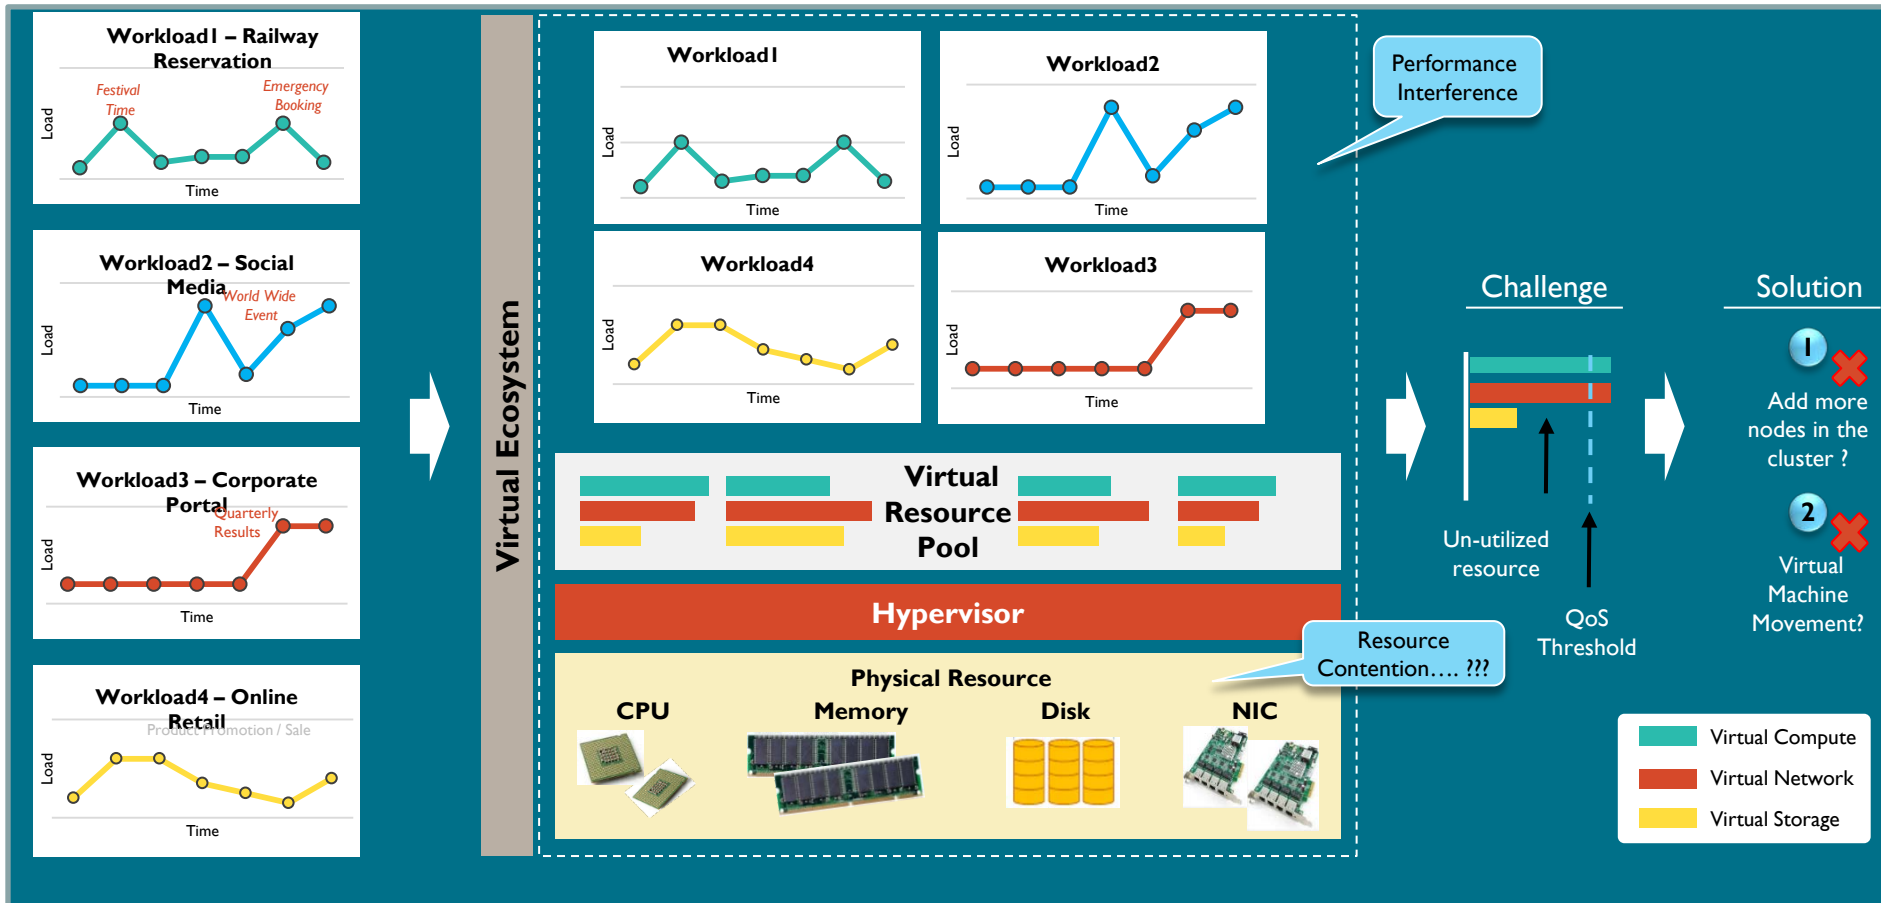 Workload1 – Railway
Reservation
Festival
Time
Emergency
Booking
Load
Time
Workload2 – Social
Media
World Wide
Event
Load
Time
Workload3 – Corporate
Portal
Quarterly
Results
Load
Time
Workload4 – Online
Retail
Product Promotion / Sale
Load
Time
Virtual Ecosystem
Workload1
Load
Time
Workload2
Load
Time
Workload4
Load
Time
Workload3
Load
Time
Performance
Interference
Virtual
Resource
Pool
Hypervisor
Resource
Contention…. ???
Physical Resource
CPU
Memory
Disk
NIC
Challenge
Un-utilized
resource
QoS
Threshold
Solution
1
Add more
nodes in the
cluster ?
2
Virtual
Machine
Movement?
Virtual Compute
Virtual Network
Virtual Storage